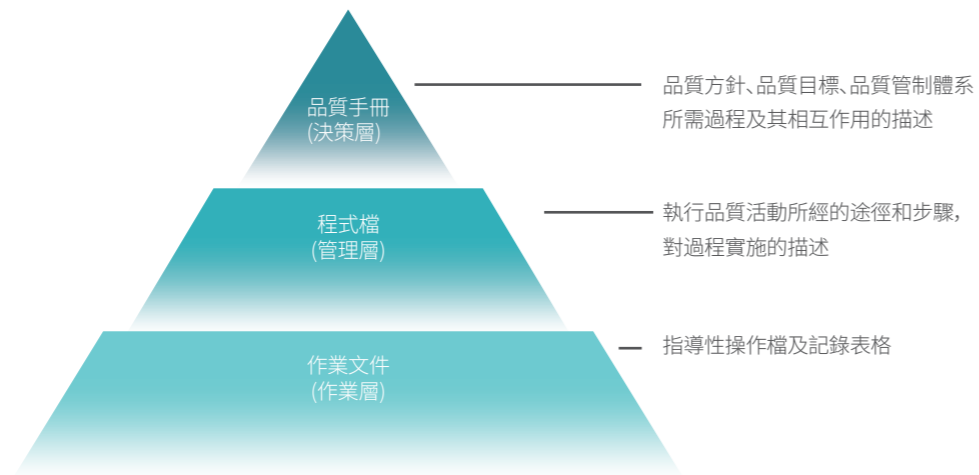 品質手冊
(決策層)
品質方針、品質目標、品質管制體系
所需過程及其相互作用的描述
程式檔
(管理層)
執行品質活動所經的途徑和步驟,
對過程實施的描述
作業文件
(作業層)
指導性操作檔及記錄表格